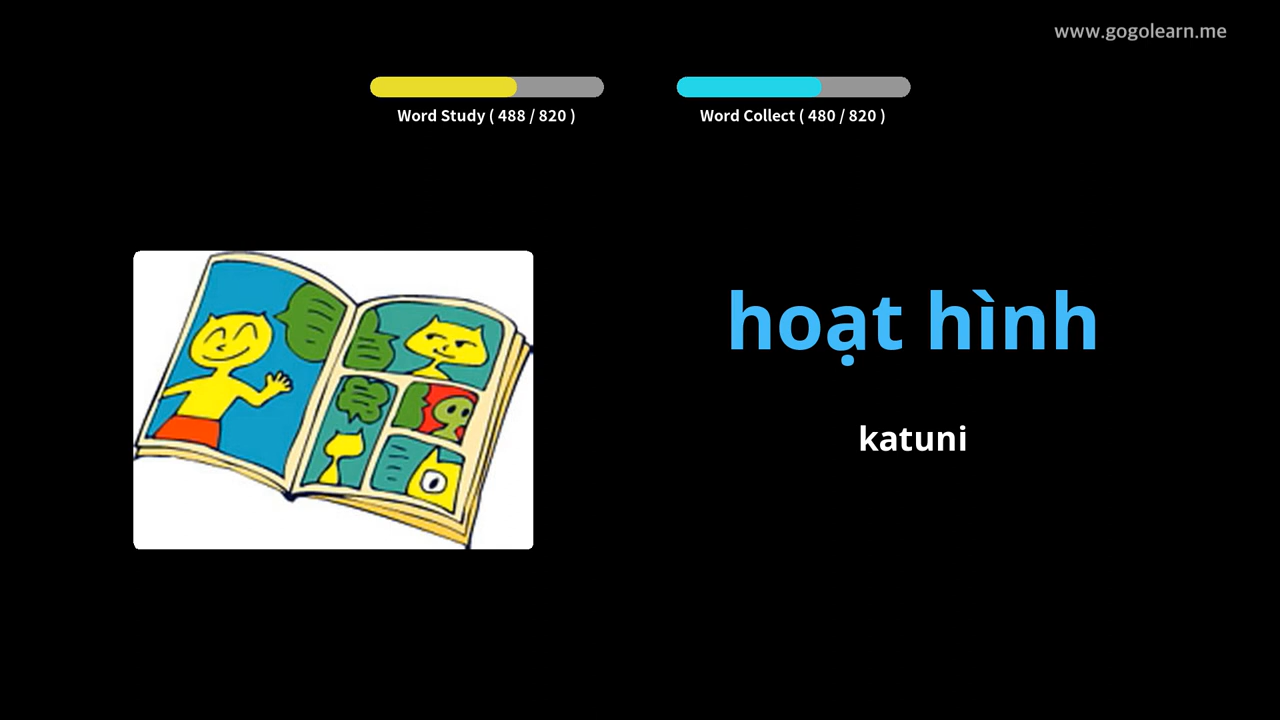 www.gogolearn.me
Word Study ( 488 / 820 )
Word Collect ( 480 / 820 )
hoạt hình
katuni